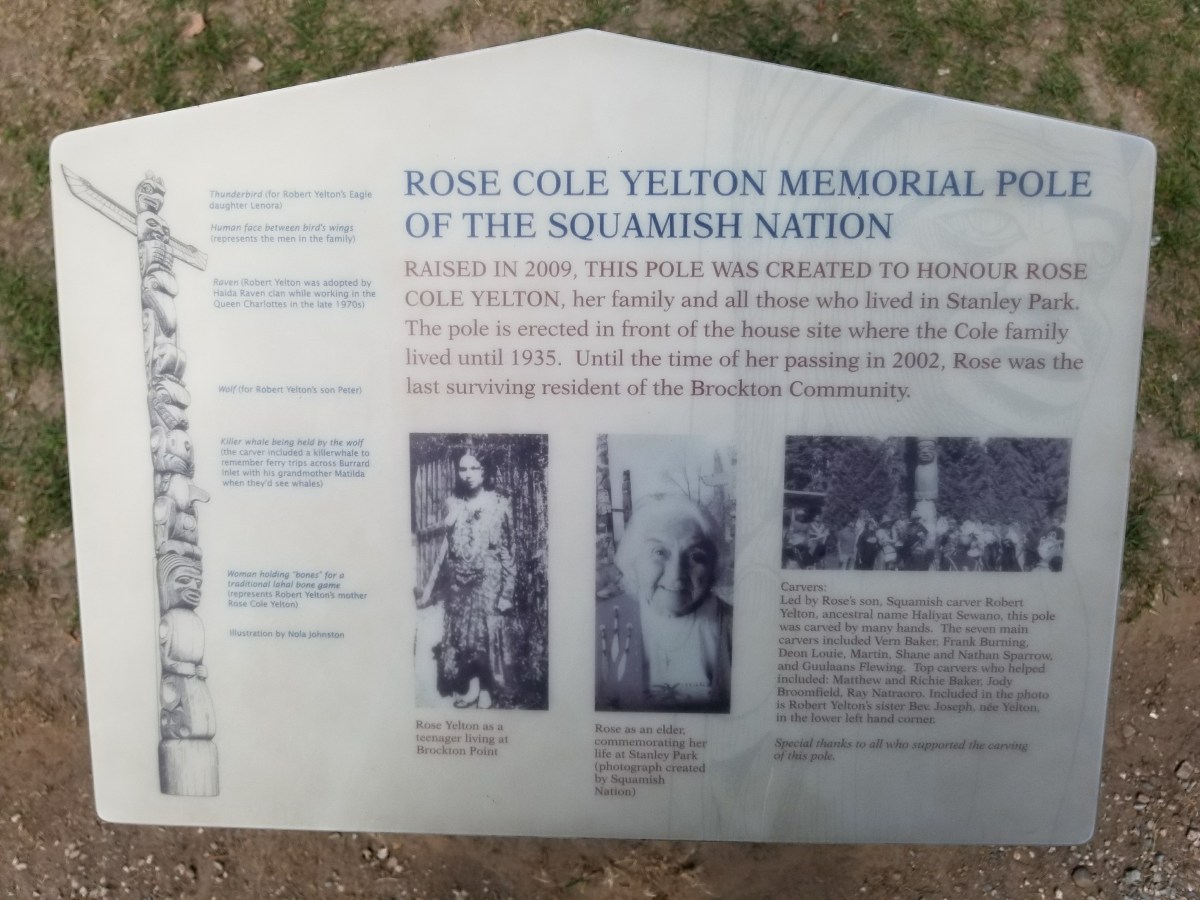 ROSE COLE YELTON MEMORIAL POLE
OF THE SQUAMISH NATION
RAISED IN 2009, THIS POLE WAS CREATED TO HONOUR ROSE
COLE YELTON, her family and all those who lived in Stanley Park.
The pole is erected in front of the house site where the Cole family
lived until 1935. Until the time of her passing in 2002, Rose was the
last surviving resident of the Brockton Community.
Thunderbird (for Robert Yelton's Eagle
daughter Lenora)
Human face between bird's wings
(represents the men in the family)
Raven (Robert Yelton was adopted by
Haida Raven clan while working in the
Queen Charlottes in the late 1970s)
Wolf (for Robert Yelton's son Peter)
Killer whale being held by the wolf
(the carver included a killerwhale to
remember ferry trips across Burrard
Inlet with his grandmother Matilda
when they'd see whales)
Woman holding "bones" for a
traditional lahal bone game
(represents Robert Yelton's mother
Rose Cole Yelton)
Illustration by Nola Johnston
Rose Yelton as a
teenager living at
Brockton Point
Rose as an elder,
commemorating her
life at Stanley Park
(photograph created
by Squamish
Nation)
Carvers:
Led by Rose's son, Squamish carver Robert
Yelton, ancestral name Haliyat Sewano, this pole
was carved by many hands. The seven main
carvers included Vern Baker, Frank Burning,
Deon Louie, Martin, Shane and Nathan Sparrow,
and Guulaans Flewing. Top carvers who helped
included: Matthew and Richie Baker, Jody
Broomfield, Ray Natraoro. Included in the photo
is Robert Yelton's sister Bev. Joseph, née Yelton,
in the lower left hand corner.
Special thanks to all who supported the carving
of this pole.